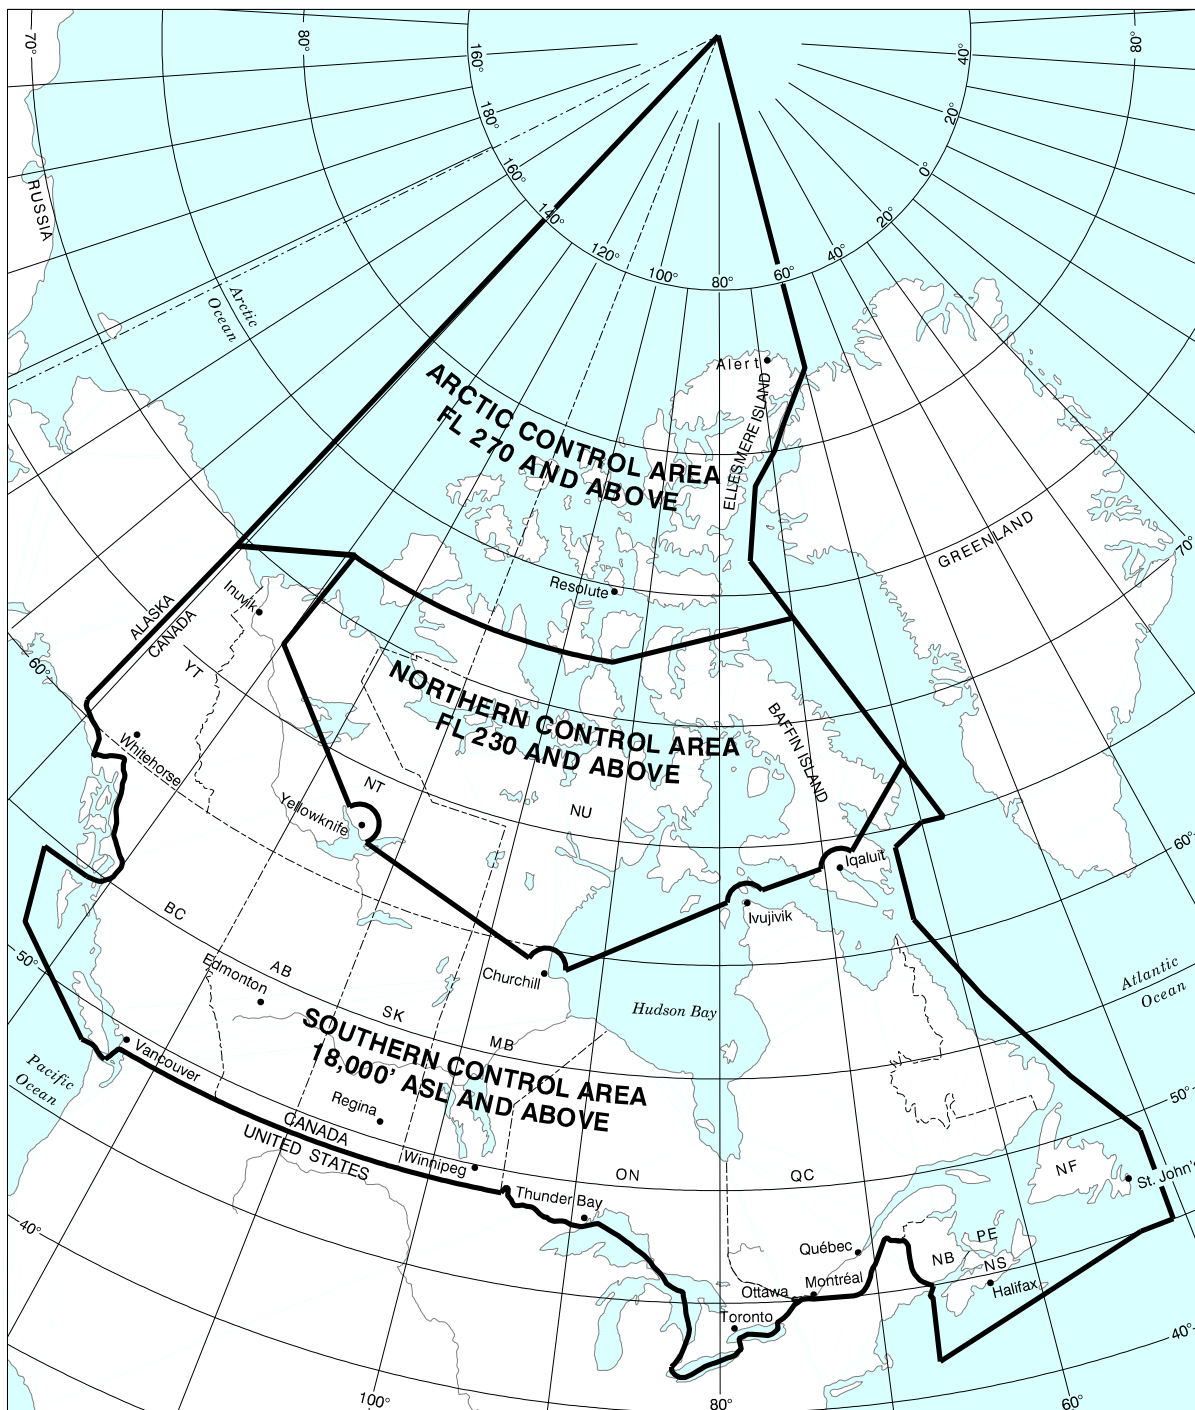 70°
80°
160°
40°
80°
180°
20°
160°
0°
140°
20°
120°
100°
80°
60°
40°
RUSSIA
Arctic
Ocean
Alert
ELLESMERE ISLAND
ARCTIC CONTROL AREA
FL 270 AND ABOVE
GREENLAND
70°
Resolute
Inuvik
ALASKA
CANADA
YT
60°
NORTHERN CONTROL AREA
FL 230 AND ABOVE
BAFFIN ISLAND
Whitehorse
NT
NU
Yellowknife
60°
Iqaluit
Ivujivik
BC
AB
Edmonton
Churchill
Hudson Bay
Atlantic
Ocean
50°
SK
MB
SOUTHERN CONTROL AREA
18,000' ASL AND ABOVE
Vancouver
Pacific
Ocean
Regina
CANADA
UNITED STATES
Winnipeg
50°
Thunder Bay
ON
QC
NF
St. John's
40°
Québec
NB
PE
NS
Halifax
Ottawa
Montréal
Toronto
40°
100°
80°
60°